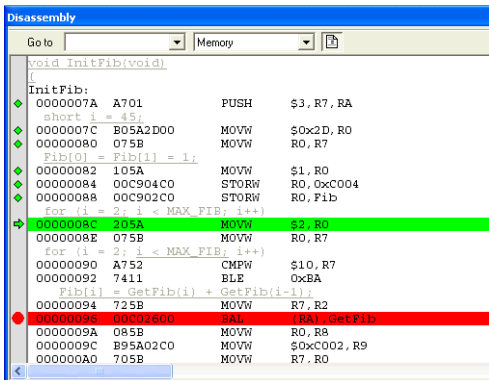 Disassembly
Go to Memory
void InitFib(void)
{
InitFib:
0000007A A701 PUSH $3,R7,RA
short i = 45;
0000007C B05A2D00 MOVW $0x2D,R0
00000080 075B MOVW R0,R7
Fib[0] = Fib[1] = 1;
00000082 105A MOVW $1,R0
00000084 00C904C0 STORW R0,0xC004
00000088 00C902C0 STORW R0,Fib
for (i = 2; i < MAX_FIB; i++)
0000008C 205A MOVW $2,R0
0000008E 075B MOVW R0,R7
for (i = 2; i < MAX_FIB; i++)
00000090 A752 CMPW $10,R7
00000092 7411 BLE 0xBA
Fib[i] = GetFib(i) + GetFib(i-1);
00000094 725B MOVW R7,R2
00000096 00C02600 BAL (RA),GetFib
0000009A 085B MOVW R0,R8
0000009C B95A02C0 MOVW $0xC002,R9
000000A0 705B MOVW R7,R0